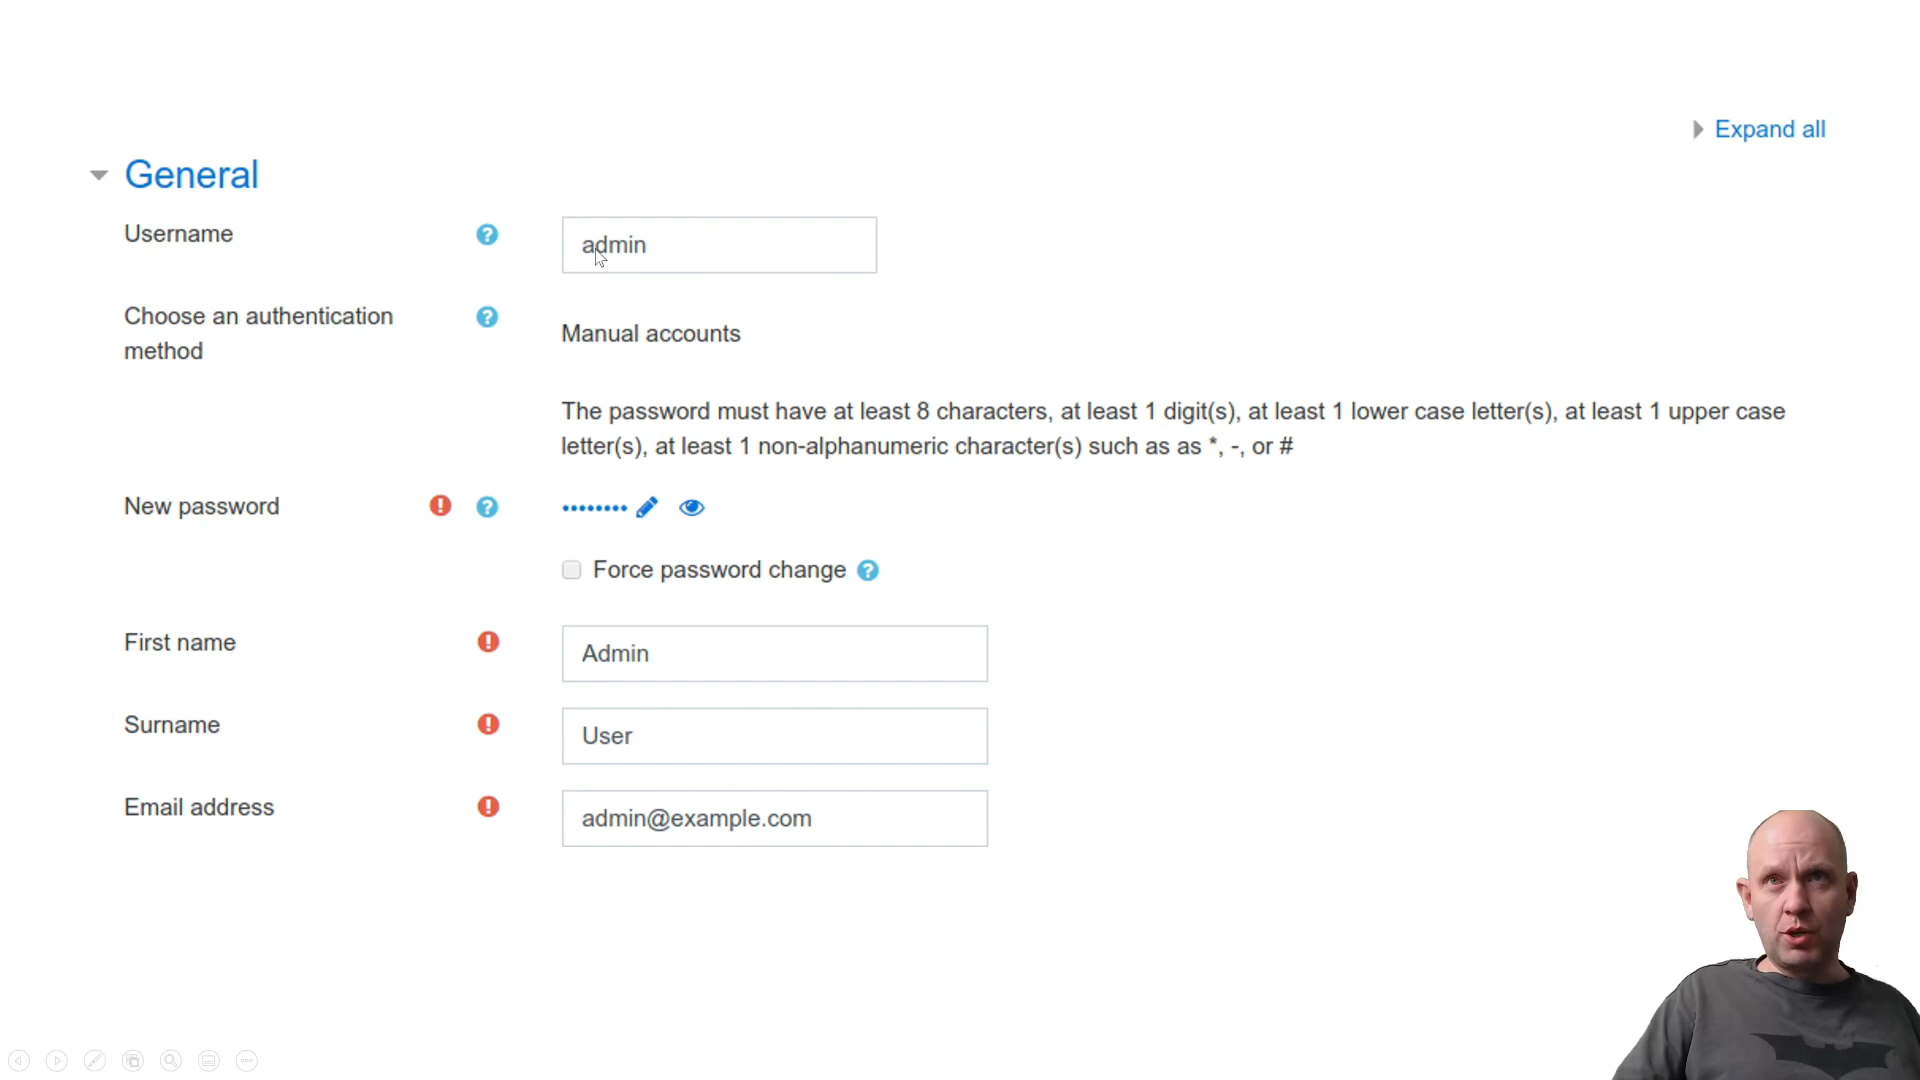 Expand all
General
Username
admin
Choose an authentication
method
Manual accounts
The password must have at least 8 characters, at least 1 digit(s), at least 1 lower case letter(s), at least 1 upper case
letter(s), at least 1 non-alphanumeric character(s) such as as *, -, or #
New password
••••••••
Force password change
First name
Admin
Surname
User
Email address
admin@example.com